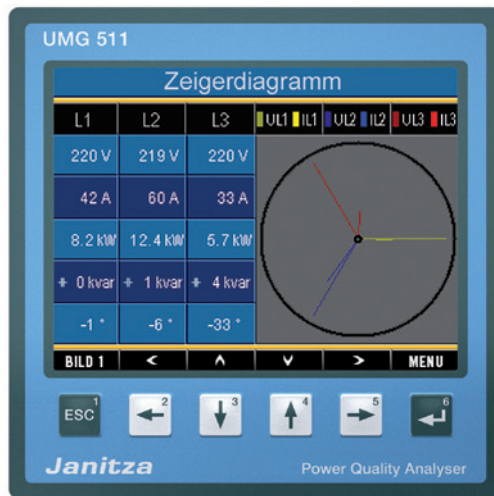 UMG 511
Zeigerdiagramm
L1 L2 L3 UL1 IL1 UL2 IL2 UL3 IL3
220 V 219 V 220 V
42 A 60 A 33 A
8.2 kW 12.4 kW 5.7 kW
+ 0 kvar + 1 kvar + 4 kvar
-1 ° -6 ° -33 °
BILD 1 < ʌ v > MENU
ESC 1 2 3 4 5 6
Janitza Power Quality Analyser